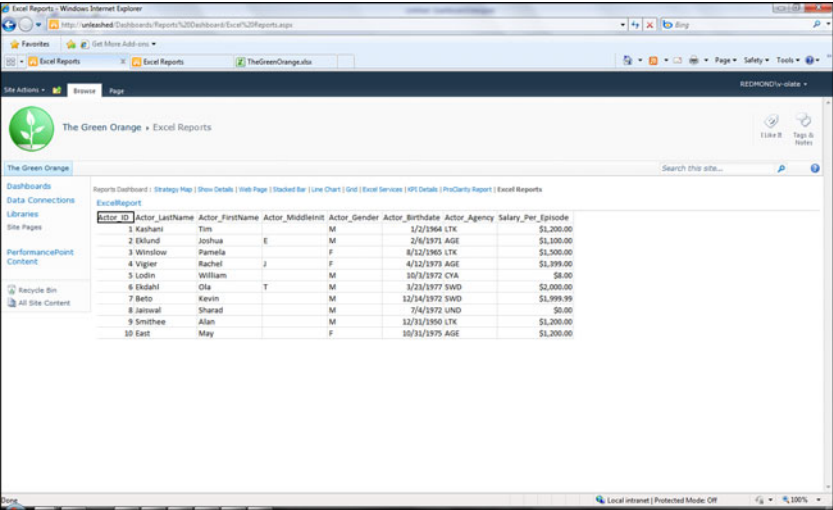 Excel Reports - Windows Internet Explorer
http://unleashed/Dashboards/Reports%20Dashboard/Excel%20Reports.aspx
Bing
Favorites Get More Add-ons
Excel Reports X Excel Reports TheGreenOrange.xlsx
Page Safety Tools
Site Actions Browse Page REDMOND\v-olate
The Green Orange Excel Reports
I Like It Tags & Notes
The Green Orange Search this site...
Dashboards
Data Connections
Libraries
Site Pages
PerformancePoint Content
Recycle Bin
All Site Content
Reports Dashboard : Strategy Map | Show Details | Web Page | Stacked Bar | Line Chart | Grid | Excel Services | KPI Details | ProClarity Report | Excel Reports
ExcelReport
Actor_ID Actor_LastName Actor_FirstName Actor_MiddleInit Actor_Gender Actor_Birthdate Actor_Agency Salary_Per_Episode
1 Kashani Tim M 1/2/1964 LTK $1,200.00
2 Eklund Joshua E M 2/6/1971 AGE $1,100.00
3 Winslow Pamela F 8/12/1965 LTK $1,500.00
4 Vigier Rachel J F 4/12/1973 AGE $1,399.00
5 Lodin William M 10/3/1972 CYA $8.00
6 Ekdahl Ola T M 3/23/1977 SWD $2,000.00
7 Beto Kevin M 12/14/1972 SWD $1,999.99
8 Jaiswal Sharad M 7/4/1972 UND $0.00
9 Smithee Alan M 12/31/1950 LTK $1,200.00
10 East May F 10/31/1975 AGE $1,200.00
Done Local intranet | Protected Mode: Off 100%